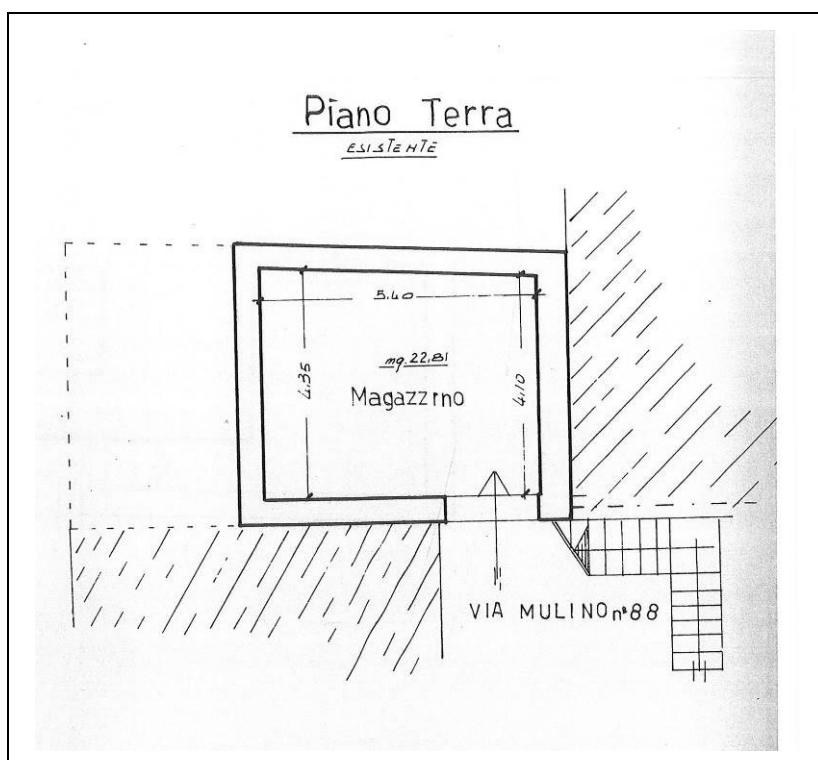 Piano Terra
ESISTENTE
5.40
mq 22.81
4.35
4.10
Magazzino
VIA MULINO n°88